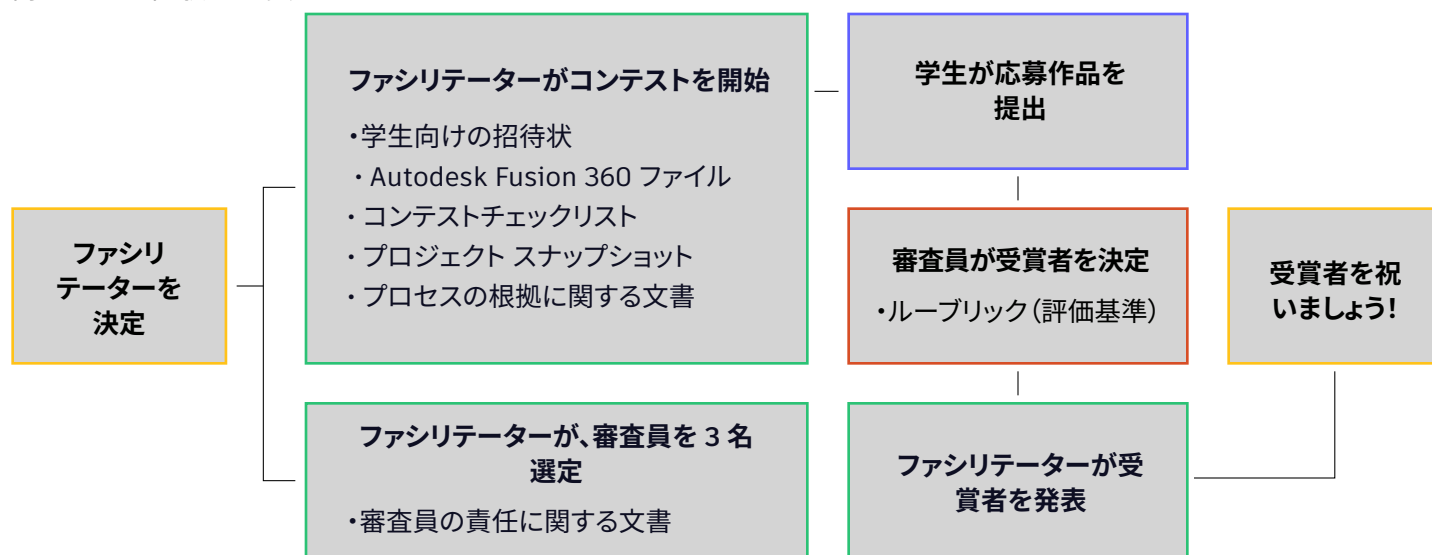 ファシリ
テーターを
決定
ファシリテーターがコンテストを開始
・学生向けの招待状
・Autodesk Fusion 360 ファイル
・コンテストチェックリスト
・プロジェクト スナップショット
・プロセスの根拠に関する文書
ファシリテーターが、審査員を 3 名
選定
・審査員の責任に関する文書
学生が応募作品を
提出
審査員が受賞者を決定
・ルーブリック（評価基準）
ファシリテーターが受
賞者を発表
受賞者を祝
いましょう！